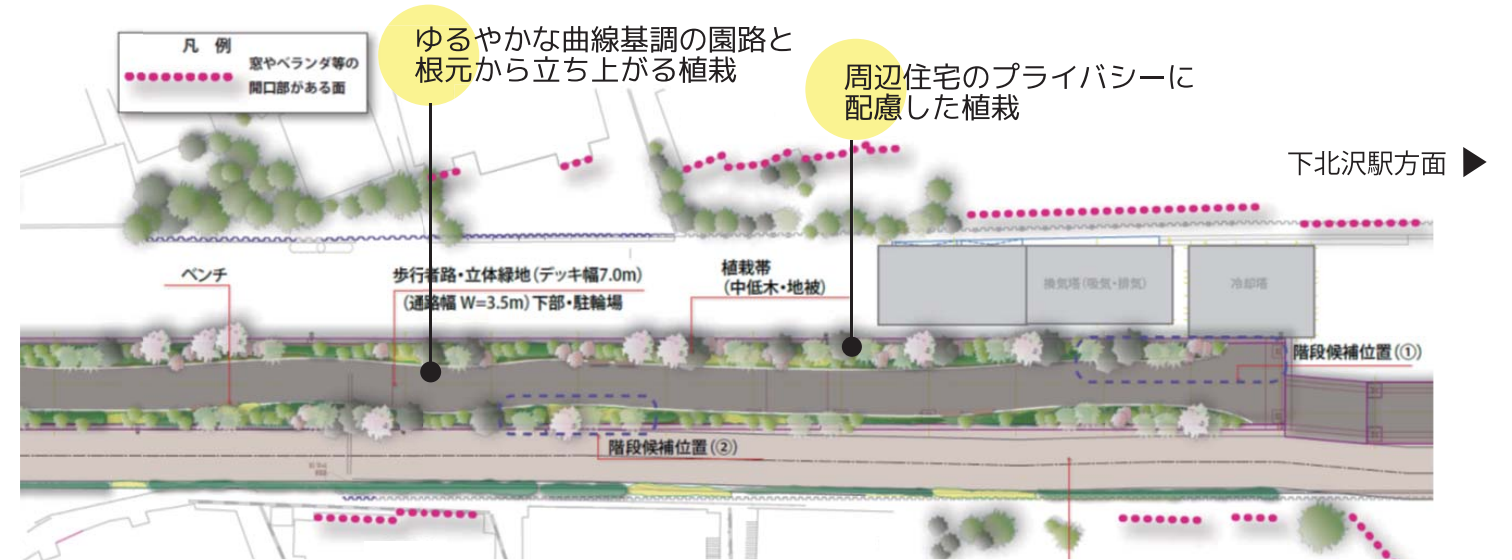 凡 例
窓やベランダ等の
開口部がある面
ゆるやかな曲線基調の園路と
根元から立ち上がる植栽
周辺住宅のプライバシーに
配慮した植栽
下北沢駅方面 ▶
ベンチ
歩行者路・立体緑地(デッキ幅7.0m)
(通路幅 W=3.5m)下部・駐輪場
植栽帯
(中低木・地被)
換気塔(吸気・排気)
冷却塔
階段候補位置(①)
階段候補位置(②)